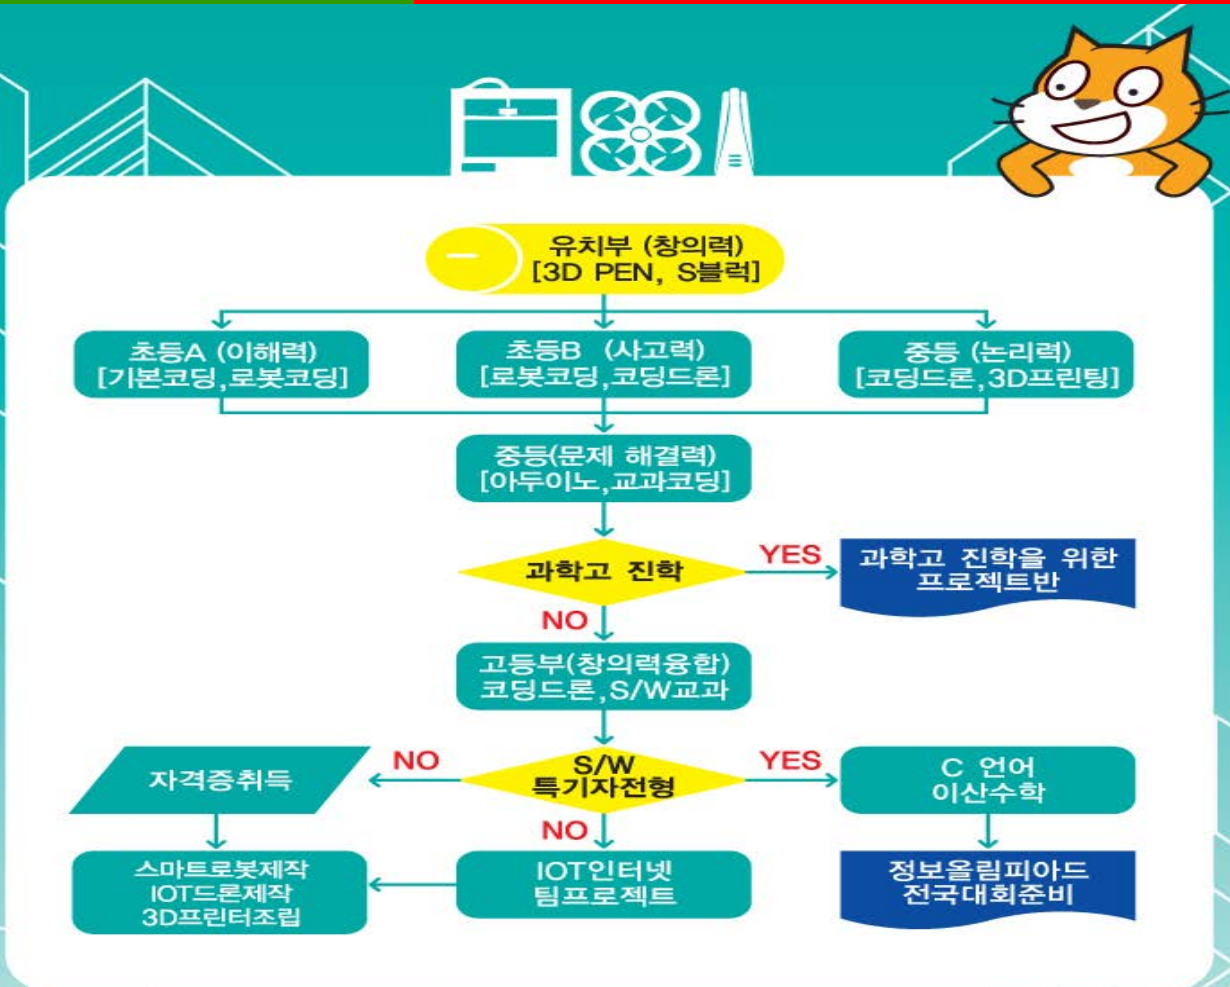 유치부 (창의력)
[3D PEN, S블럭]
초등A (이해력)
[기본코딩,로봇코딩]
초등B (사고력)
[로봇코딩,코딩드론]
중등 (논리력)
[코딩드론,3D프린팅]
중등(문제 해결력)
[아두이노,교과코딩]
과학고 진학
YES
과학고 진학을 위한
프로젝트반
NO
고등부(창의력융합)
코딩드론,S/W교과
S/W
특기자전형
NO
자격증취득
YES
C 언어
이산수학
NO
스마트로봇제작
IOT드론제작
3D프린터조립
IOT인터넷
팀프로젝트
정보올림피아드
전국대회준비